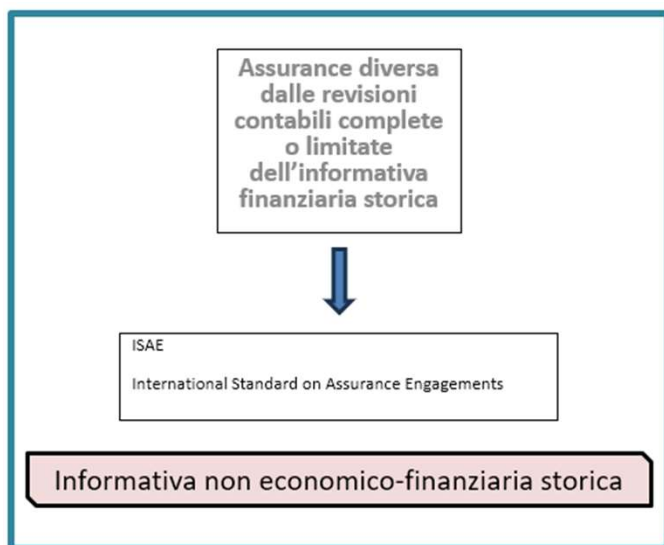 Assurance diversa
dalle revisioni
contabili complete
o limitate
dell’informativa
finanziaria storica
ISAE
International Standard on Assurance Engagements
Informativa non economico-finanziaria storica